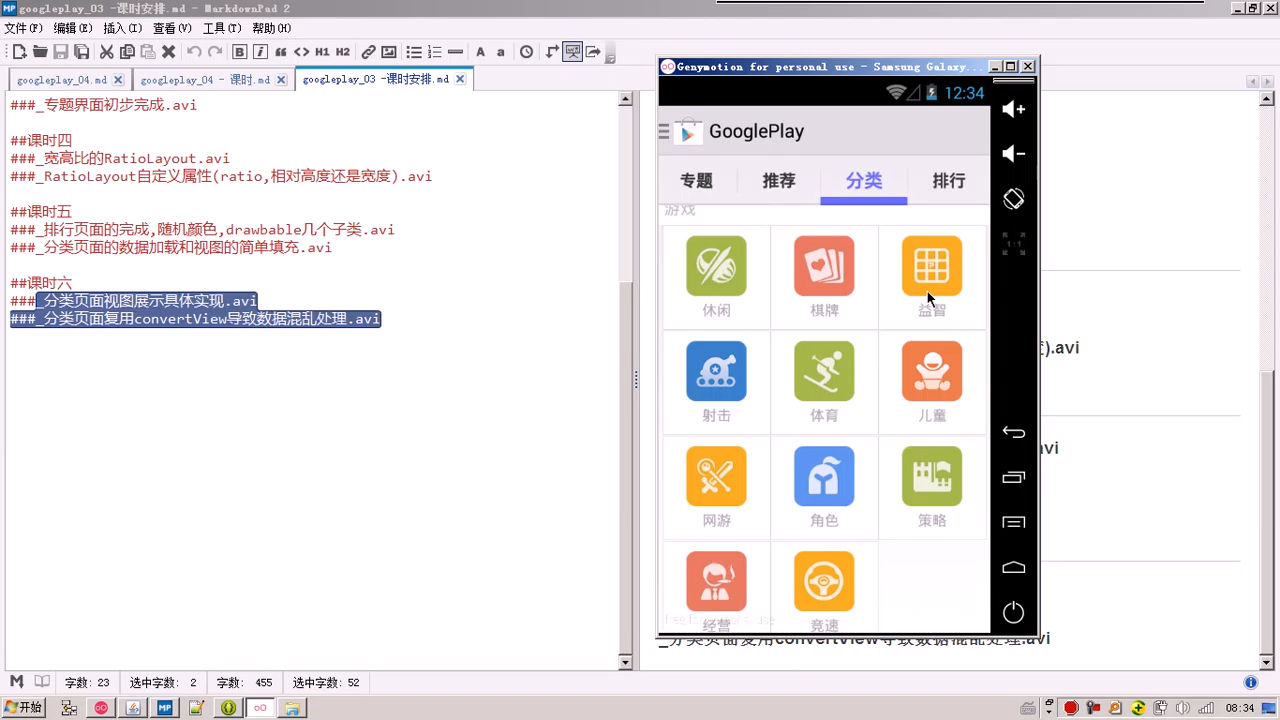 googleplay_03 -课时安排.md - MarkdownPad 2
文件(F) 编辑(E) 插入(I) 查看(V) 工具(T) 帮助(H)
B I “ <> H1 H2 A a
googleplay_04.md googleplay_04 - 课时.md googleplay_03 -课时安排.md
###_专题界面初步完成.avi
##课时四
###_宽高比的RatioLayout.avi
###_RatioLayout自定义属性(ratio,相对高度还是宽度).avi
##课时五
###_排行页面的完成,随机颜色,drawbable几个子类.avi
###_分类页面的数据加载和视图的简单填充.avi
##课时六
###_分类页面视图展示具体实现.avi
###_分类页面复用convertView导致数据混乱处理.avi
Genymotion for personal use - Samsung Galaxy...
12:34
GooglePlay
专题 推荐 分类 排行
游戏
休闲 棋牌 益智
射击 体育 儿童
网游 角色 策略
经营 竞速
1:1
).avi
avi
_分类页面复用convertView导致数据混乱处理.avi
字数: 23 选中字数: 2 字数: 455 选中字数: 52
开始
MP
08:34